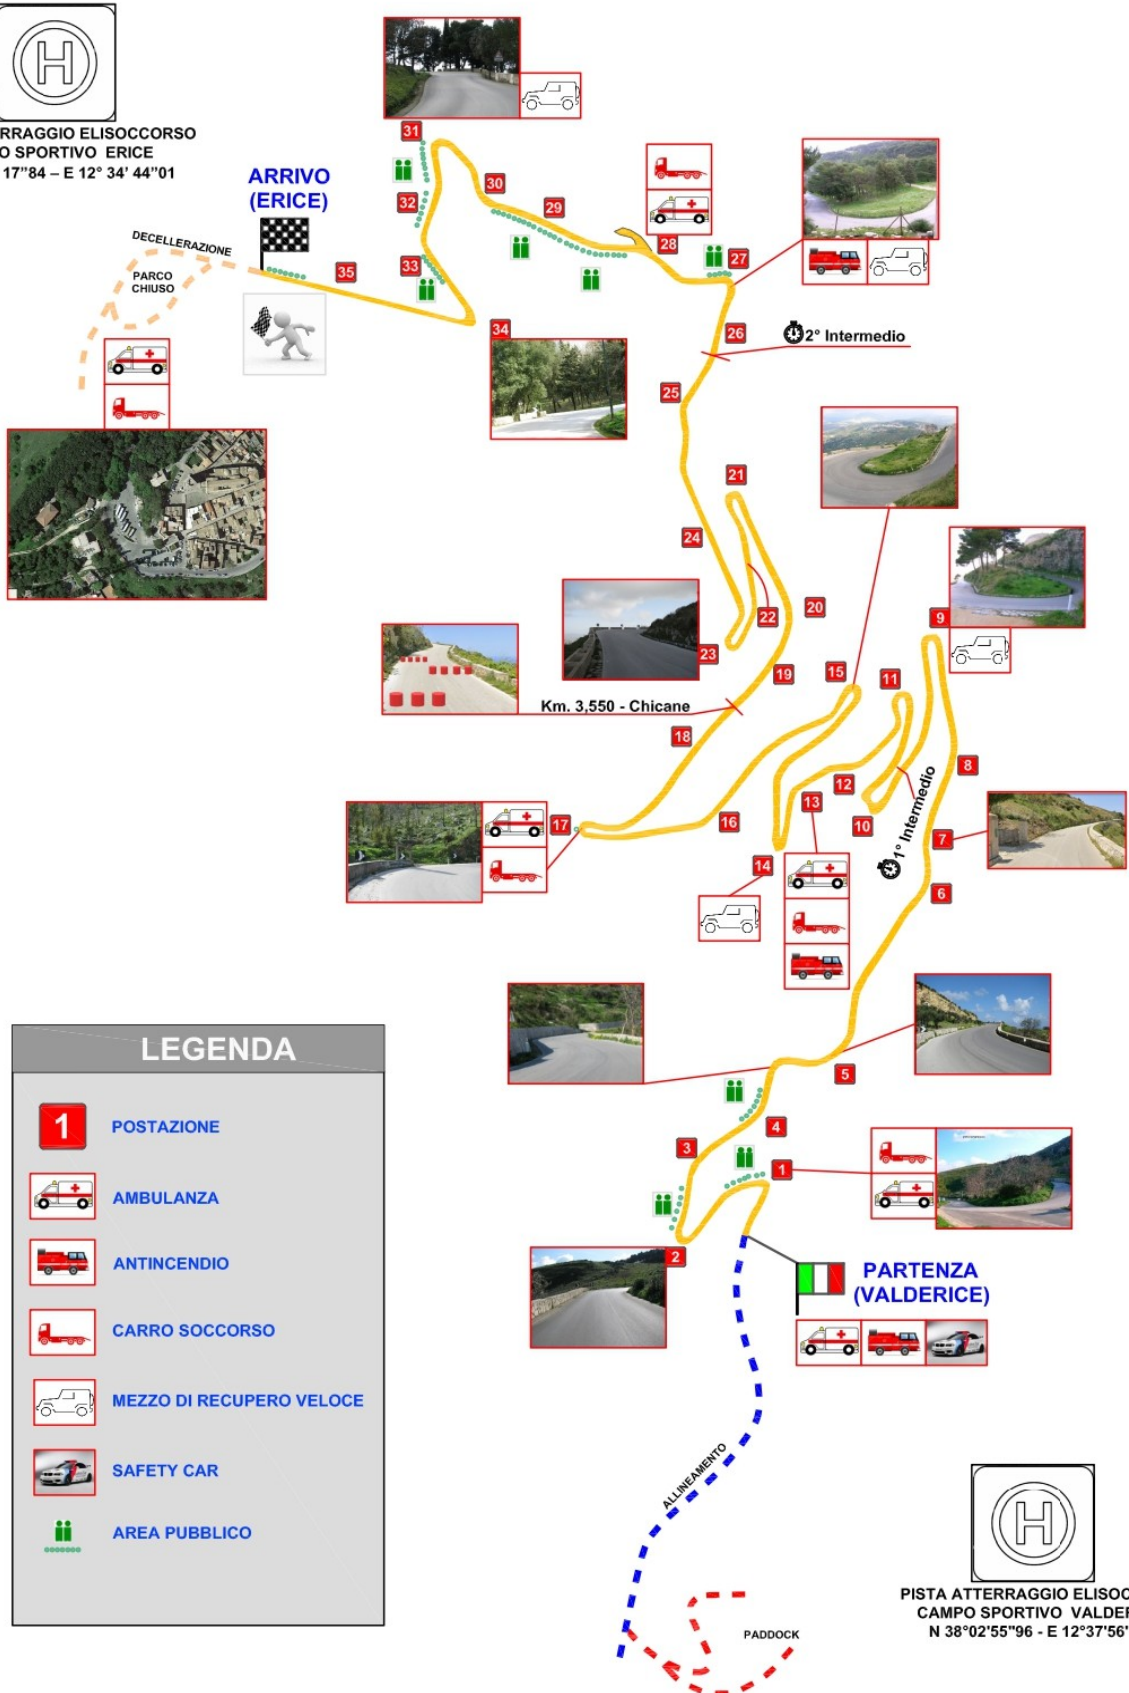 H
RRAGGIO ELISOCCORSO
O SPORTIVO ERICE
17”84 – E 12° 34’ 44”01
ARRIVO
(ERICE)
DECELLERAZIONE
PARCO
CHIUSO
35
31
32
33
30
29
28
27
34
26
2° Intermedio
25
21
24
22
23
20
19
Km. 3,550 - Chicane
18
17
16
15
11
9
12
13
10
14
1° Intermedio
8
7
6
5
4
3
1
2
PARTENZA
(VALDERICE)
ALLINEAMENTO
PADDOCK
LEGENDA
1
POSTAZIONE
AMBULANZA
ANTINCENDIO
CARRO SOCCORSO
MEZZO DI RECUPERO VELOCE
SAFETY CAR
AREA PUBBLICO
H
PISTA ATTERRAGGIO ELISOC
CAMPO SPORTIVO VALDER
N 38°02'55"96 - E 12°37'56"